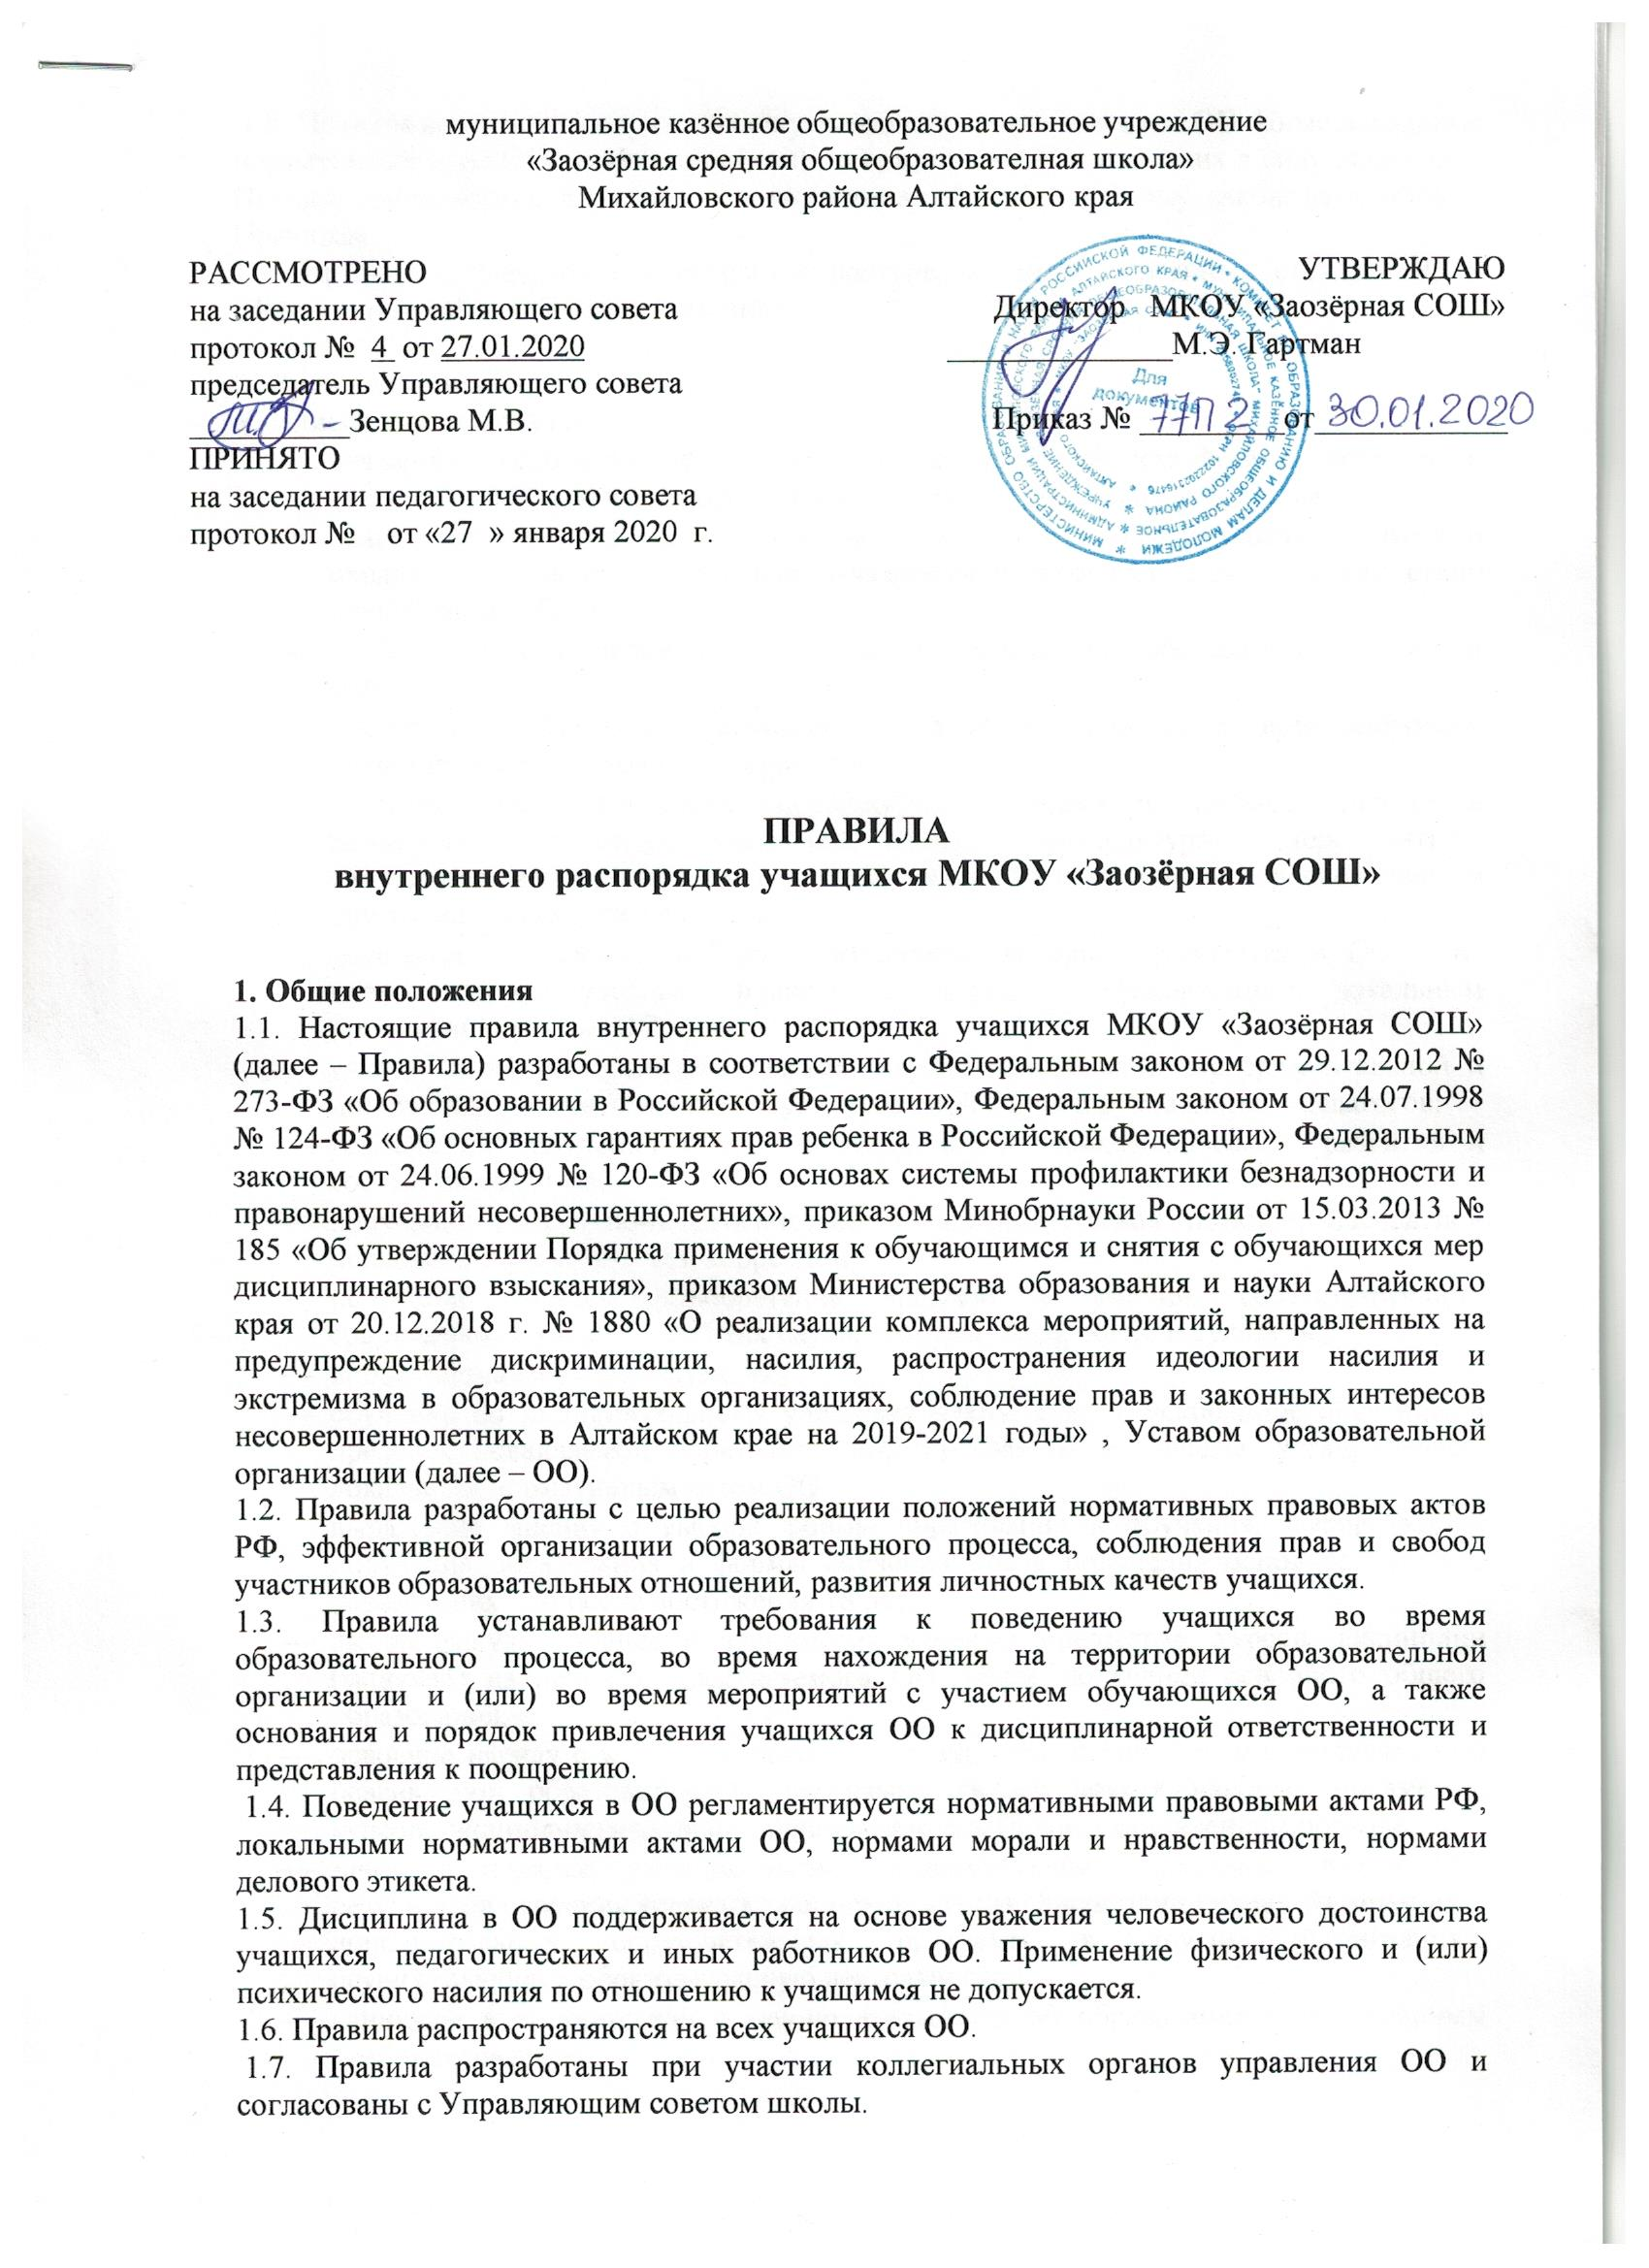 муниципальное казённое общеобразовательное учреждение
«Заозёрная средняя общеобразователная школа»
Михайловского района Алтайского края
РАССМОТРЕНО
на заседании Управляющего совета
протокол № 4 от 27.01.2020
председатель Управляющего совета
Зенцова М.В.
ПРИНЯТО
на заседании педагогического совета
протокол № от «27 » января 2020 г.
УТВЕРЖДАЮ
Директор МКОУ «Заозёрная СОШ»
М.Э. Гартман
Приказ № 77П2 от 30.01.2020
Для
документов
ПРАВИЛА
внутреннего распорядка учащихся МКОУ «Заозёрная СОШ»
1. Общие положения
1.1. Настоящие правила внутреннего распорядка учащихся МКОУ «Заозёрная СОШ»
(далее – Правила) разработаны в соответствии с Федеральным законом от 29.12.2012 №
273-ФЗ «Об образовании в Российской Федерации», Федеральным законом от 24.07.1998
№ 124-ФЗ «Об основных гарантиях прав ребенка в Российской Федерации», Федеральным
законом от 24.06.1999 № 120-ФЗ «Об основах системы профилактики безнадзорности и
правонарушений несовершеннолетних», приказом Минобрнауки России от 15.03.2013 №
185 «Об утверждении Порядка применения к обучающимся и снятия с обучающихся мер
дисциплинарного взыскания», приказом Министерства образования и науки Алтайского
края от 20.12.2018 г. № 1880 «О реализации комплекса мероприятий, направленных на
предупреждение дискриминации, насилия, распространения идеологии насилия и
экстремизма в образовательных организациях, соблюдение прав и законных интересов
несовершеннолетних в Алтайском крае на 2019-2021 годы» , Уставом образовательной
организации (далее – ОО).
1.2. Правила разработаны с целью реализации положений нормативных правовых актов
РФ, эффективной организации образовательного процесса, соблюдения прав и свобод
участников образовательных отношений, развития личностных качеств учащихся.
1.3. Правила устанавливают требования к поведению учащихся во время
образовательного процесса, во время нахождения на территории образовательной
организации и (или) во время мероприятий с участием обучающихся ОО, а также
основания и порядок привлечения учащихся ОО к дисциплинарной ответственности и
представления к поощрению.
1.4. Поведение учащихся в ОО регламентируется нормативными правовыми актами РФ,
локальными нормативными актами ОО, нормами морали и нравственности, нормами
делового этикета.
1.5. Дисциплина в ОО поддерживается на основе уважения человеческого достоинства
учащихся, педагогических и иных работников ОО. Применение физического и (или)
психического насилия по отношению к учащимся не допускается.
1.6. Правила распространяются на всех учащихся ОО.
1.7. Правила разработаны при участии коллегиальных органов управления ОО и
согласованы с Управляющим советом школы.